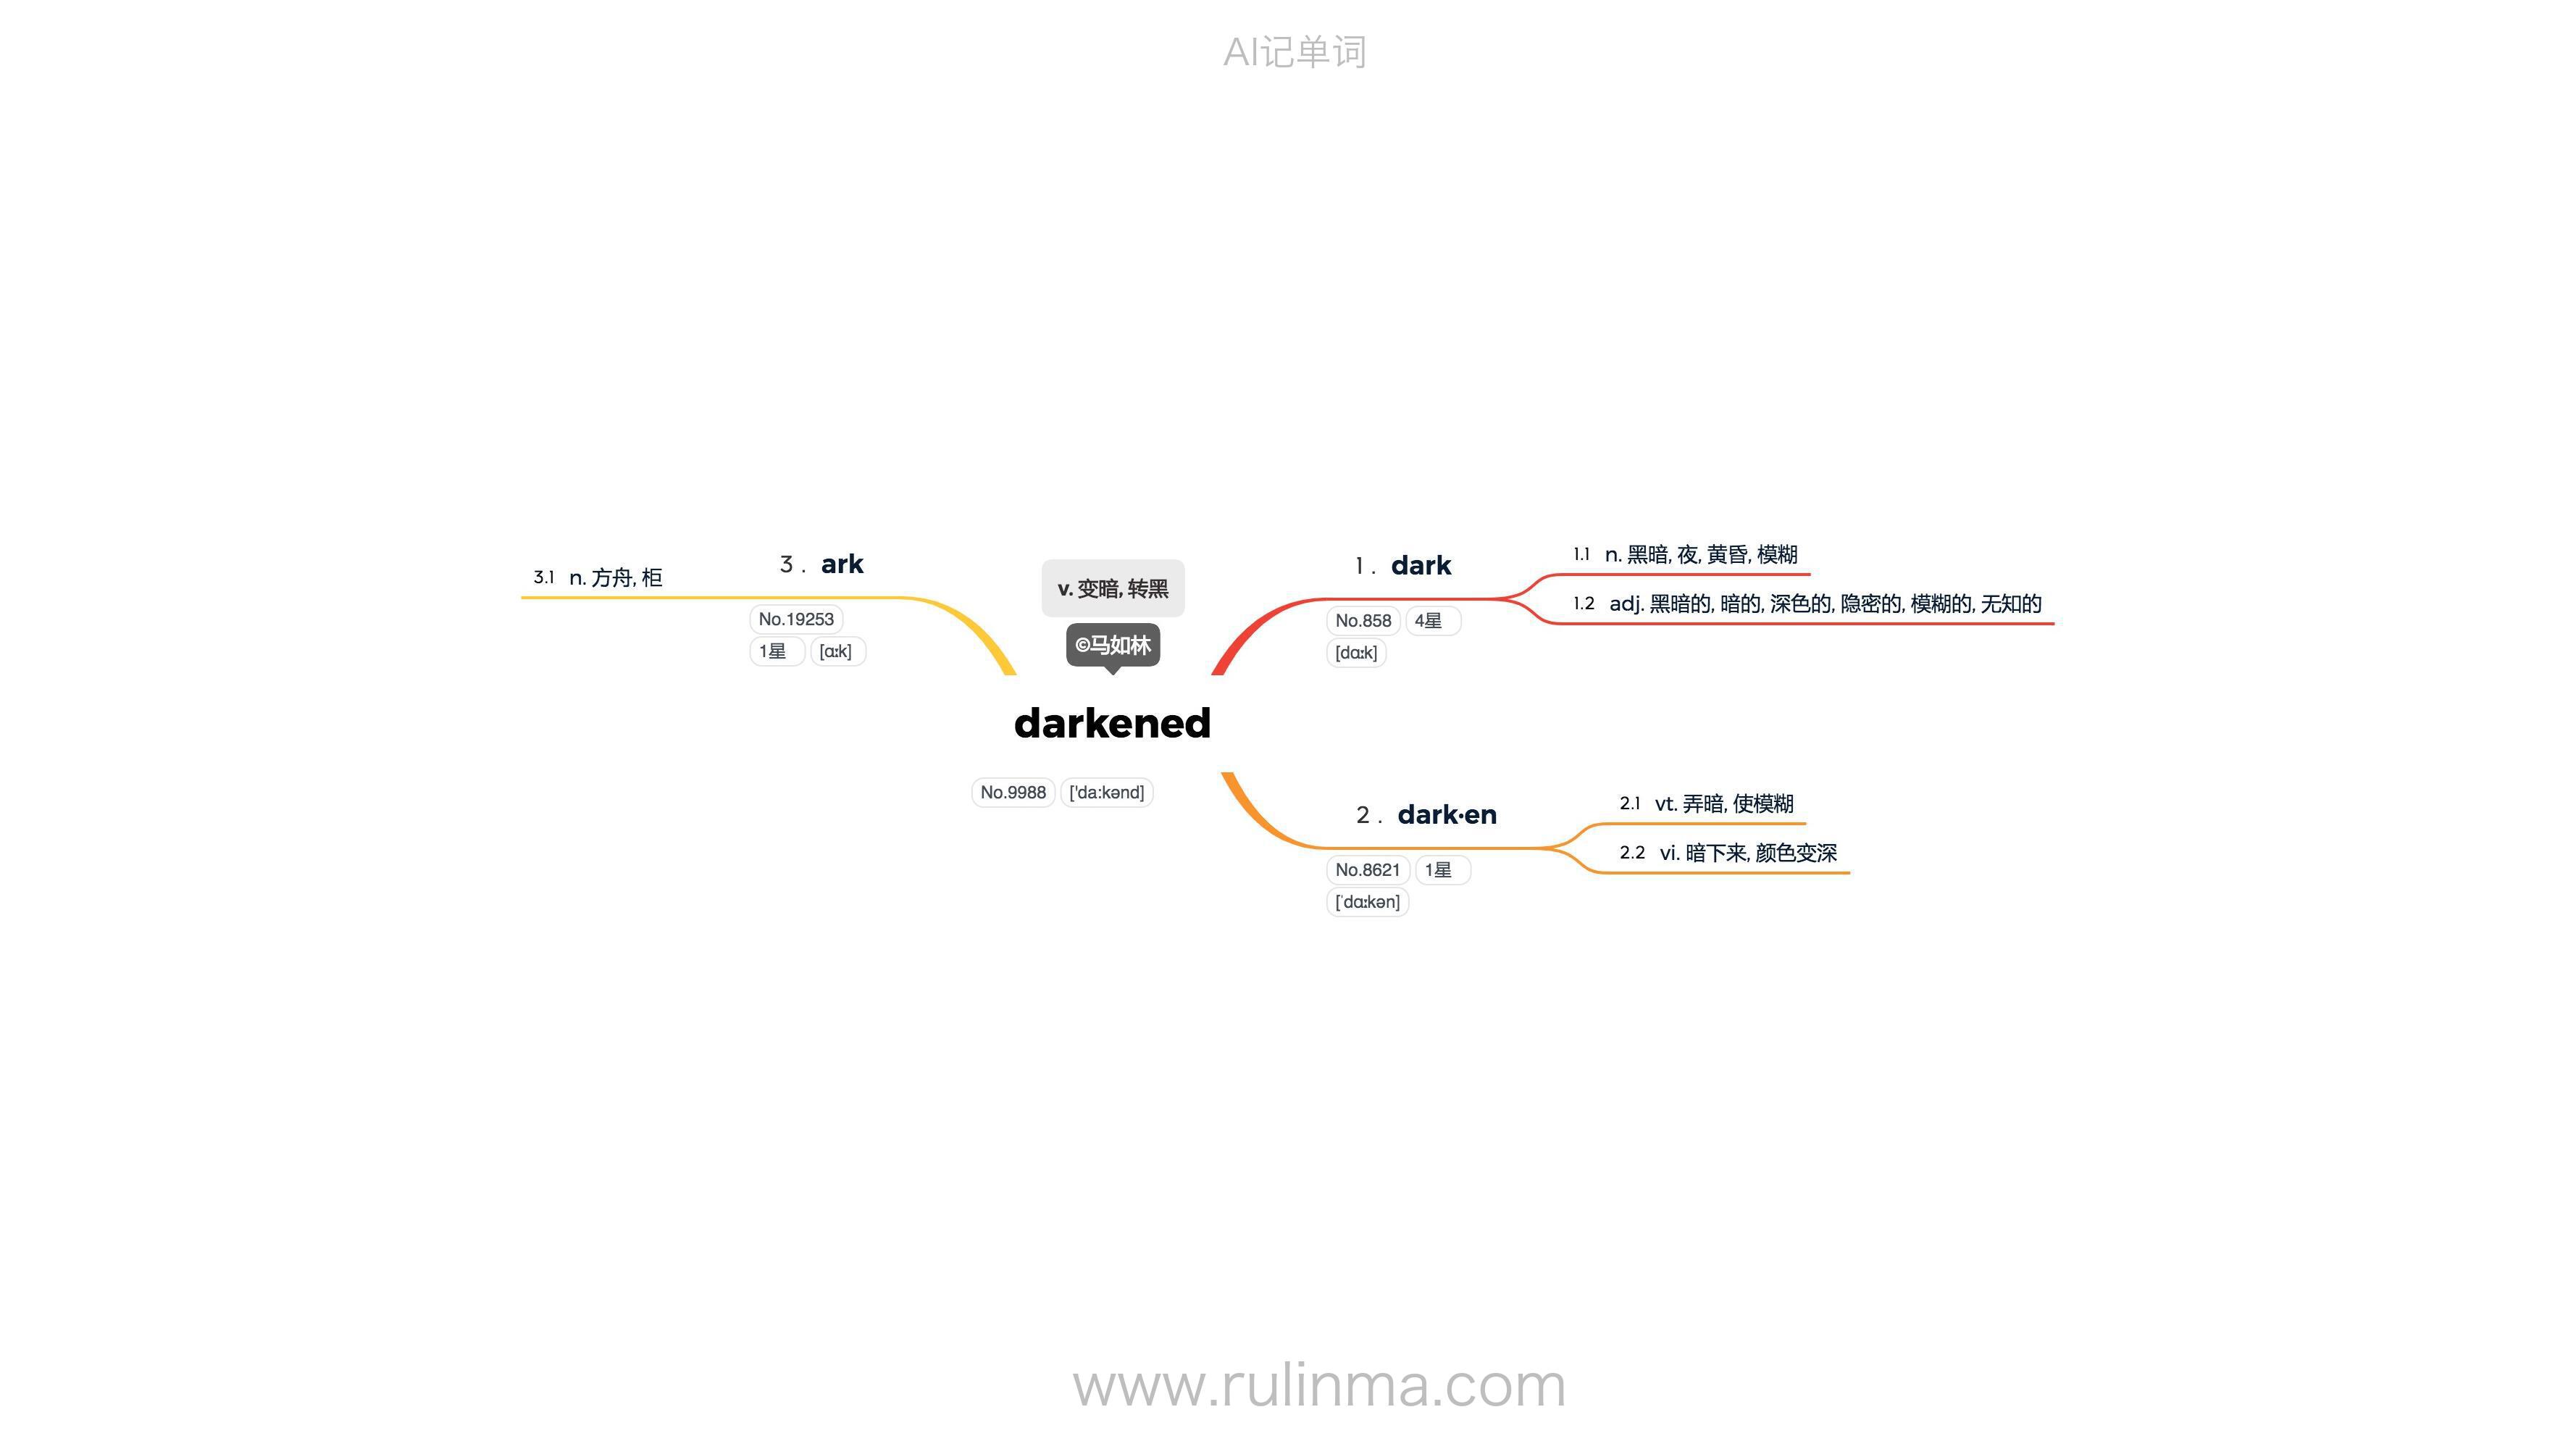 AI记单词
v. 变暗, 转黑
©马如林
darkened
No.9988 ['da:kənd]
1 . dark
No.858 4星
[dɑːk]
1.1 n. 黑暗, 夜, 黄昏, 模糊
1.2 adj. 黑暗的, 暗的, 深色的, 隐密的, 模糊的, 无知的
2 . dark·en
No.8621 1星
[ˈdɑːkən]
2.1 vt. 弄暗, 使模糊
2.2 vi. 暗下来, 颜色变深
3 . ark
No.19253
1星 [ɑːk]
3.1 n. 方舟, 柜
www.rulinma.com